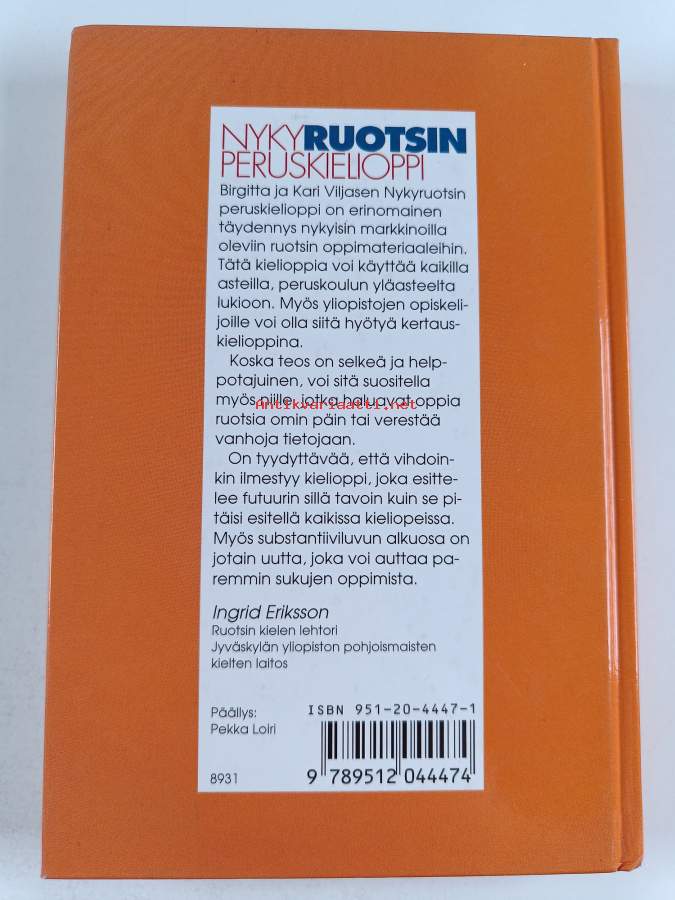 NYKYRUOTSIN
PERUSKIELIOPPI
Birgitta ja Kari Viljasen Nykyruotsin
peruskielioppi on erinomainen
täydennys nykyisin markkinoilla
oleviin ruotsin oppimateriaaleihin.
Tätä kielioppia voi käyttää kaikilla
asteilla, peruskoulun yläasteelta
lukioon. Myös yliopistojen opiskeli-
joille voi olla siitä hyötyä kertaus-
kielioppina.
Koska teos on selkeä ja help-
potajuinen, voi sitä suositella
myös niille, jotka haluavat oppia
Antikvariaatti.net
ruotsia omin päin tai verestää
vanhoja tietojaan.
On tyydyttävää, että vihdoin-
kin ilmestyy kielioppi, joka esitte-
lee futuurin sillä tavoin kuin se pi-
täisi esitellä kaikissa kieliopeissa.
Myös substantiiviluvun alkuosa on
jotain uutta, joka voi auttaa pa-
remmin sukujen oppimista.
Ingrid Eriksson
Ruotsin kielen lehtori
Jyväskylän yliopiston pohjoismaisten
kielten laitos
Päällys:
Pekka Loiri
8931
ISBN 951-20-4447-1
9 789512 044474